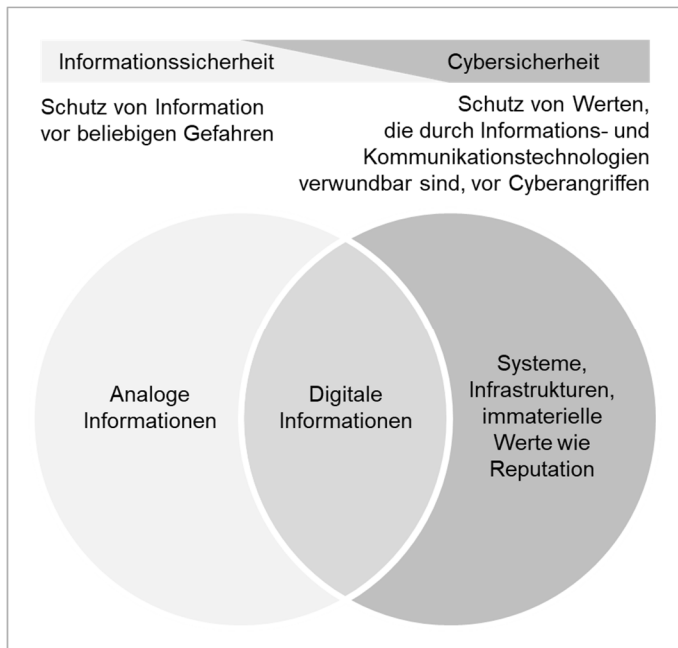 Informationssicherheit
Cybersicherheit
Schutz von Information
vor beliebigen Gefahren
Schutz von Werten,
die durch Informations- und
Kommunikationstechnologien
verwundbar sind, vor Cyberangriffen
Analoge
Informationen
Digitale
Informationen
Systeme,
Infrastrukturen,
immaterielle
Werte wie
Reputation